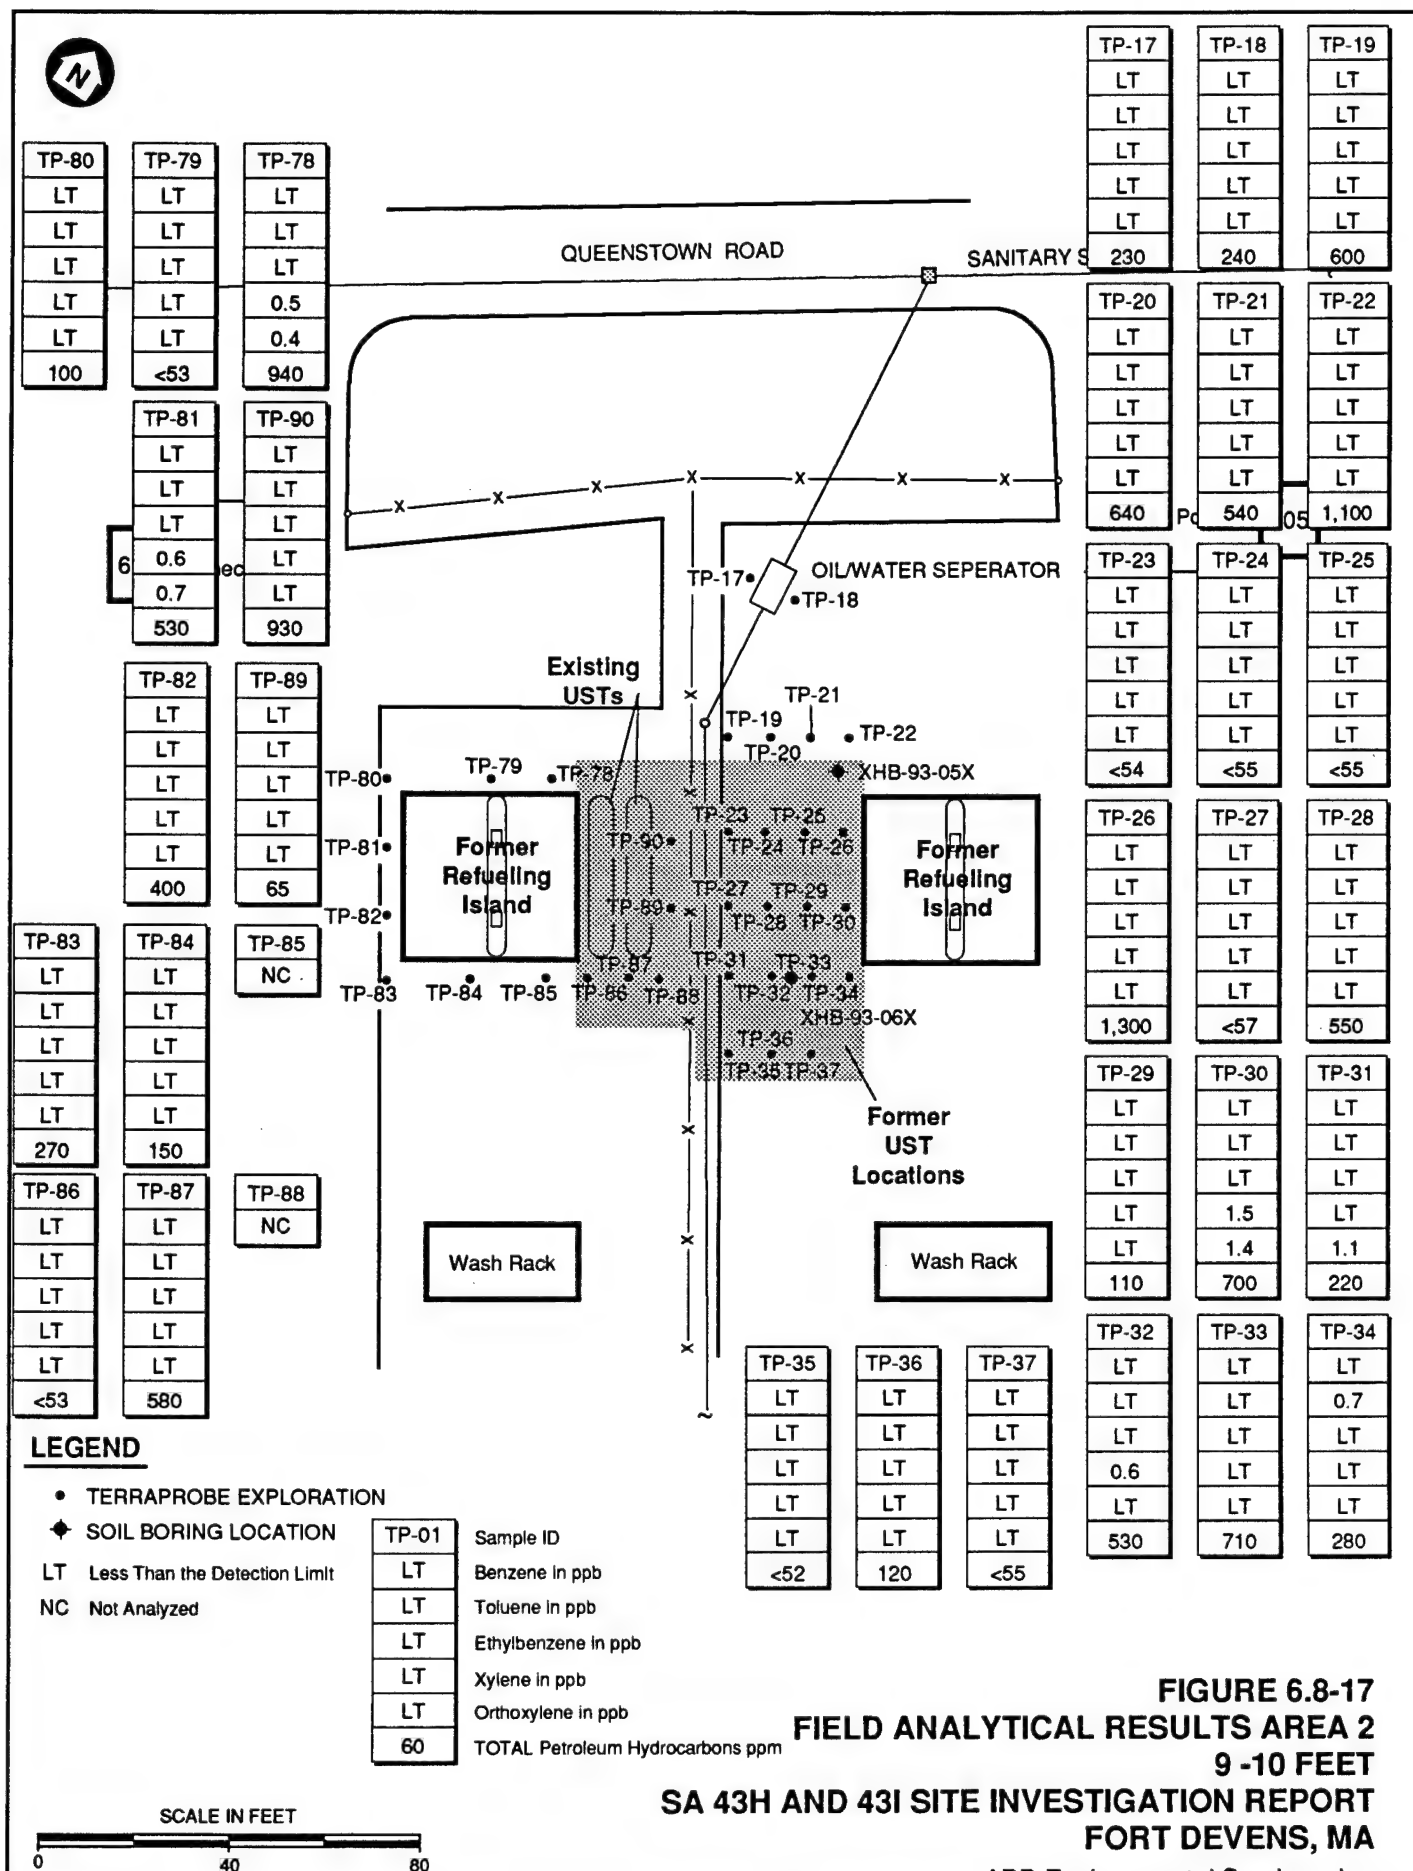 N
TP-17 TP-18 TP-19
LT LT LT
LT LT LT
LT LT LT
LT LT LT
LT LT LT
230 240 600
TP-80 TP-79 TP-78
LT LT LT
LT LT LT
LT LT LT
LT LT 0.5
LT LT 0.4
100 <53 940
QUEENSTOWN ROAD
SANITARY S
TP-20 TP-21 TP-22
LT LT LT
LT LT LT
LT LT LT
LT LT LT
LT LT LT
640 540 1,100
05
TP-81 TP-90
LT LT
LT LT
LT LT
0.6 LT
0.7 LT
530 930
6
TP-23 TP-24 TP-25
LT LT LT
LT LT LT
LT LT LT
LT LT LT
LT LT LT
<54 <55 <55
TP-17
OIL/WATER SEPERATOR
TP-18
TP-82 TP-89
LT LT
LT LT
LT LT
LT LT
LT LT
400 65
Existing
USTs
TP-21
TP-19
TP-22
TP-20
TP-80
TP-79
TP-78
XHB-93-05X
TP-23 TP-25
TP-90
TP-24 TP-26
TP-81
Former
Refueling
Island
Former
Refueling
Island
TP-27 TP-29
TP-89
TP-28 TP-30
TP-82
TP-31 TP-33
TP-87
TP-83 TP-84 TP-85 TP-86 TP-88 TP-32 TP-34
XHB-93-06X
TP-36
TP-35 TP-37
Former
UST
Locations
TP-26 TP-27 TP-28
LT LT LT
LT LT LT
LT LT LT
LT LT LT
LT LT LT
1,300 <57 550
TP-83 TP-84 TP-85
LT LT NC
LT LT
LT LT
LT LT
LT LT
270 150
TP-29 TP-30 TP-31
LT LT LT
LT LT LT
LT LT LT
LT 1.5 LT
LT 1.4 1.1
110 700 220
TP-86 TP-87 TP-88
LT LT NC
LT LT
LT LT
LT LT
LT LT
<53 580
Wash Rack
Wash Rack
TP-32 TP-33 TP-34
LT LT LT
LT LT 0.7
LT LT LT
0.6 LT LT
LT LT LT
530 710 280
TP-35 TP-36 TP-37
LT LT LT
LT LT LT
LT LT LT
LT LT LT
LT LT LT
<52 120 <55
LEGEND
TERRAPROBE EXPLORATION
SOIL BORING LOCATION
LT Less Than the Detection Limit
NC Not Analyzed
TP-01 Sample ID
LT Benzene in ppb
LT Toluene in ppb
LT Ethylbenzene in ppb
LT Xylene in ppb
LT Orthoxylene in ppb
60 TOTAL Petroleum Hydrocarbons ppm
SCALE IN FEET
0 40 80
FIGURE 6.8-17
FIELD ANALYTICAL RESULTS AREA 2
9 -10 FEET
SA 43H AND 43I SITE INVESTIGATION REPORT
FORT DEVENS, MA